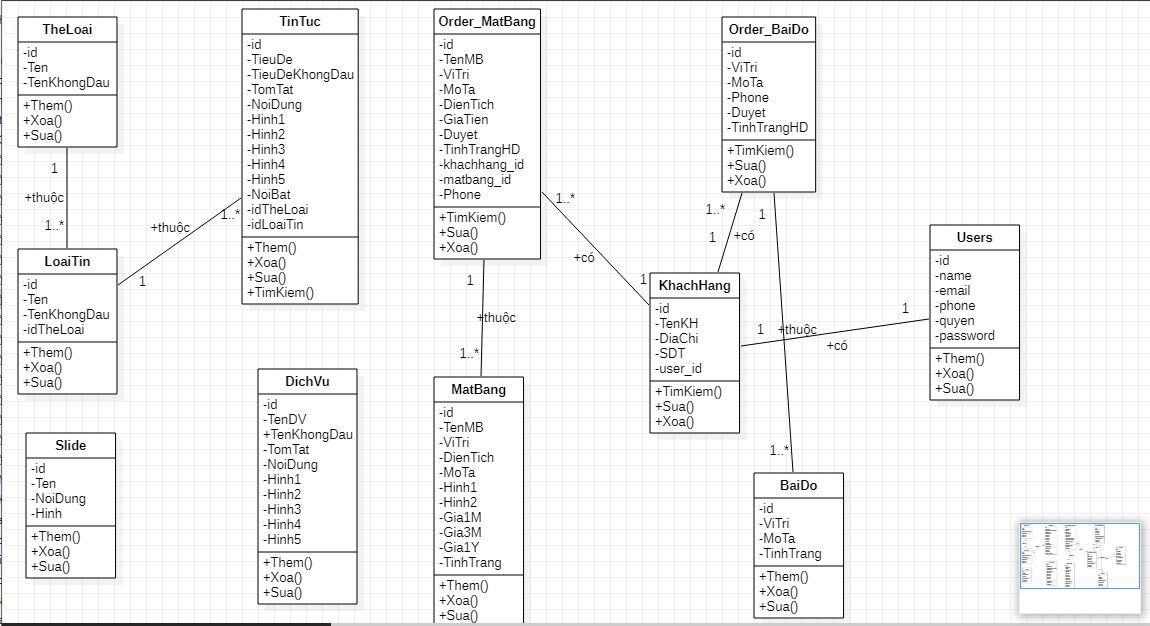 TheLoai
-id
-Ten
-TenKhongDau
+Them()
+Xoa()
+Sua()
1
+thuộc
1..*
LoaiTin
-id
-Ten
-TenKhongDau
-idTheLoai
+Them()
+Xoa()
+Sua()
1
+thuộc
1..*
TinTuc
-id
-TieuDe
-TieuDeKhongDau
-TomTat
-NoiDung
-Hinh1
-Hinh2
-Hinh3
-Hinh4
-Hinh5
-NoiBat
-idTheLoai
-idLoaiTin
+Them()
+Xoa()
+Sua()
+TimKiem()
Slide
-id
-Ten
-NoiDung
-Hinh
+Them()
+Xoa()
+Sua()
DichVu
-id
-TenDV
+TenKhongDau
-TomTat
-NoiDung
-Hinh1
-Hinh2
-Hinh3
-Hinh4
-Hinh5
+Them()
+Xoa()
+Sua()
Order_MatBang
-id
-TenMB
-ViTri
-MoTa
-DienTich
-GiaTien
-Duyet
-TinhTrangHD
-khachhang_id
-matbang_id
-Phone
+TimKiem()
+Sua()
+Xoa()
1
+thuộc
1..*
MatBang
-id
-TenMB
-ViTri
-DienTich
-MoTa
-Hinh1
-Hinh2
-Gia1M
-Gia3M
-Gia1Y
-TinhTrang
+Them()
+Xoa()
+Sua()
1..*
+có
1
KhachHang
-id
-TenKH
-DiaChi
-SDT
-user_id
+TimKiem()
+Sua()
+Xoa()
Order_BaiDo
-id
-ViTri
-MoTa
-Phone
-Duyet
-TinhTrangHD
+TimKiem()
+Sua()
+Xoa()
1..*
1
+có
1
+thuộc
1..*
BaiDo
-id
-ViTri
-MoTa
-TinhTrang
+Them()
+Xoa()
+Sua()
1
+có
1
Users
-id
-name
-email
-phone
-quyen
-password
+Them()
+Xoa()
+Sua()